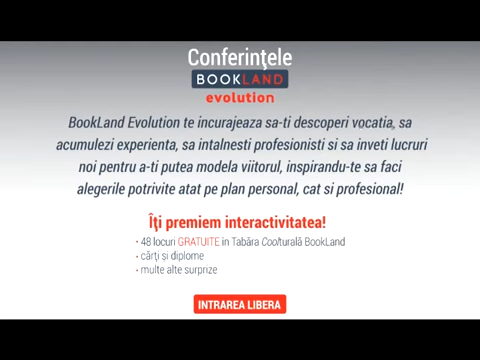 Conferințele
BOOKLAND
evolution
BookLand Evolution te incurajeaza sa-ti descoperi vocatia, sa
acumulezi experienta, sa intalnesti profesionisti si sa inveti lucruri
noi pentru a-ti putea modela viitorul, inspirandu-te sa faci
alegerile potrivite atat pe plan personal, cat si profesional!
Îți premiem interactivitatea!
• 48 locuri GRATUITE in Tabăra Coolturală BookLand
• cărți și diplome
• multe alte surprize
INTRAREA LIBERA